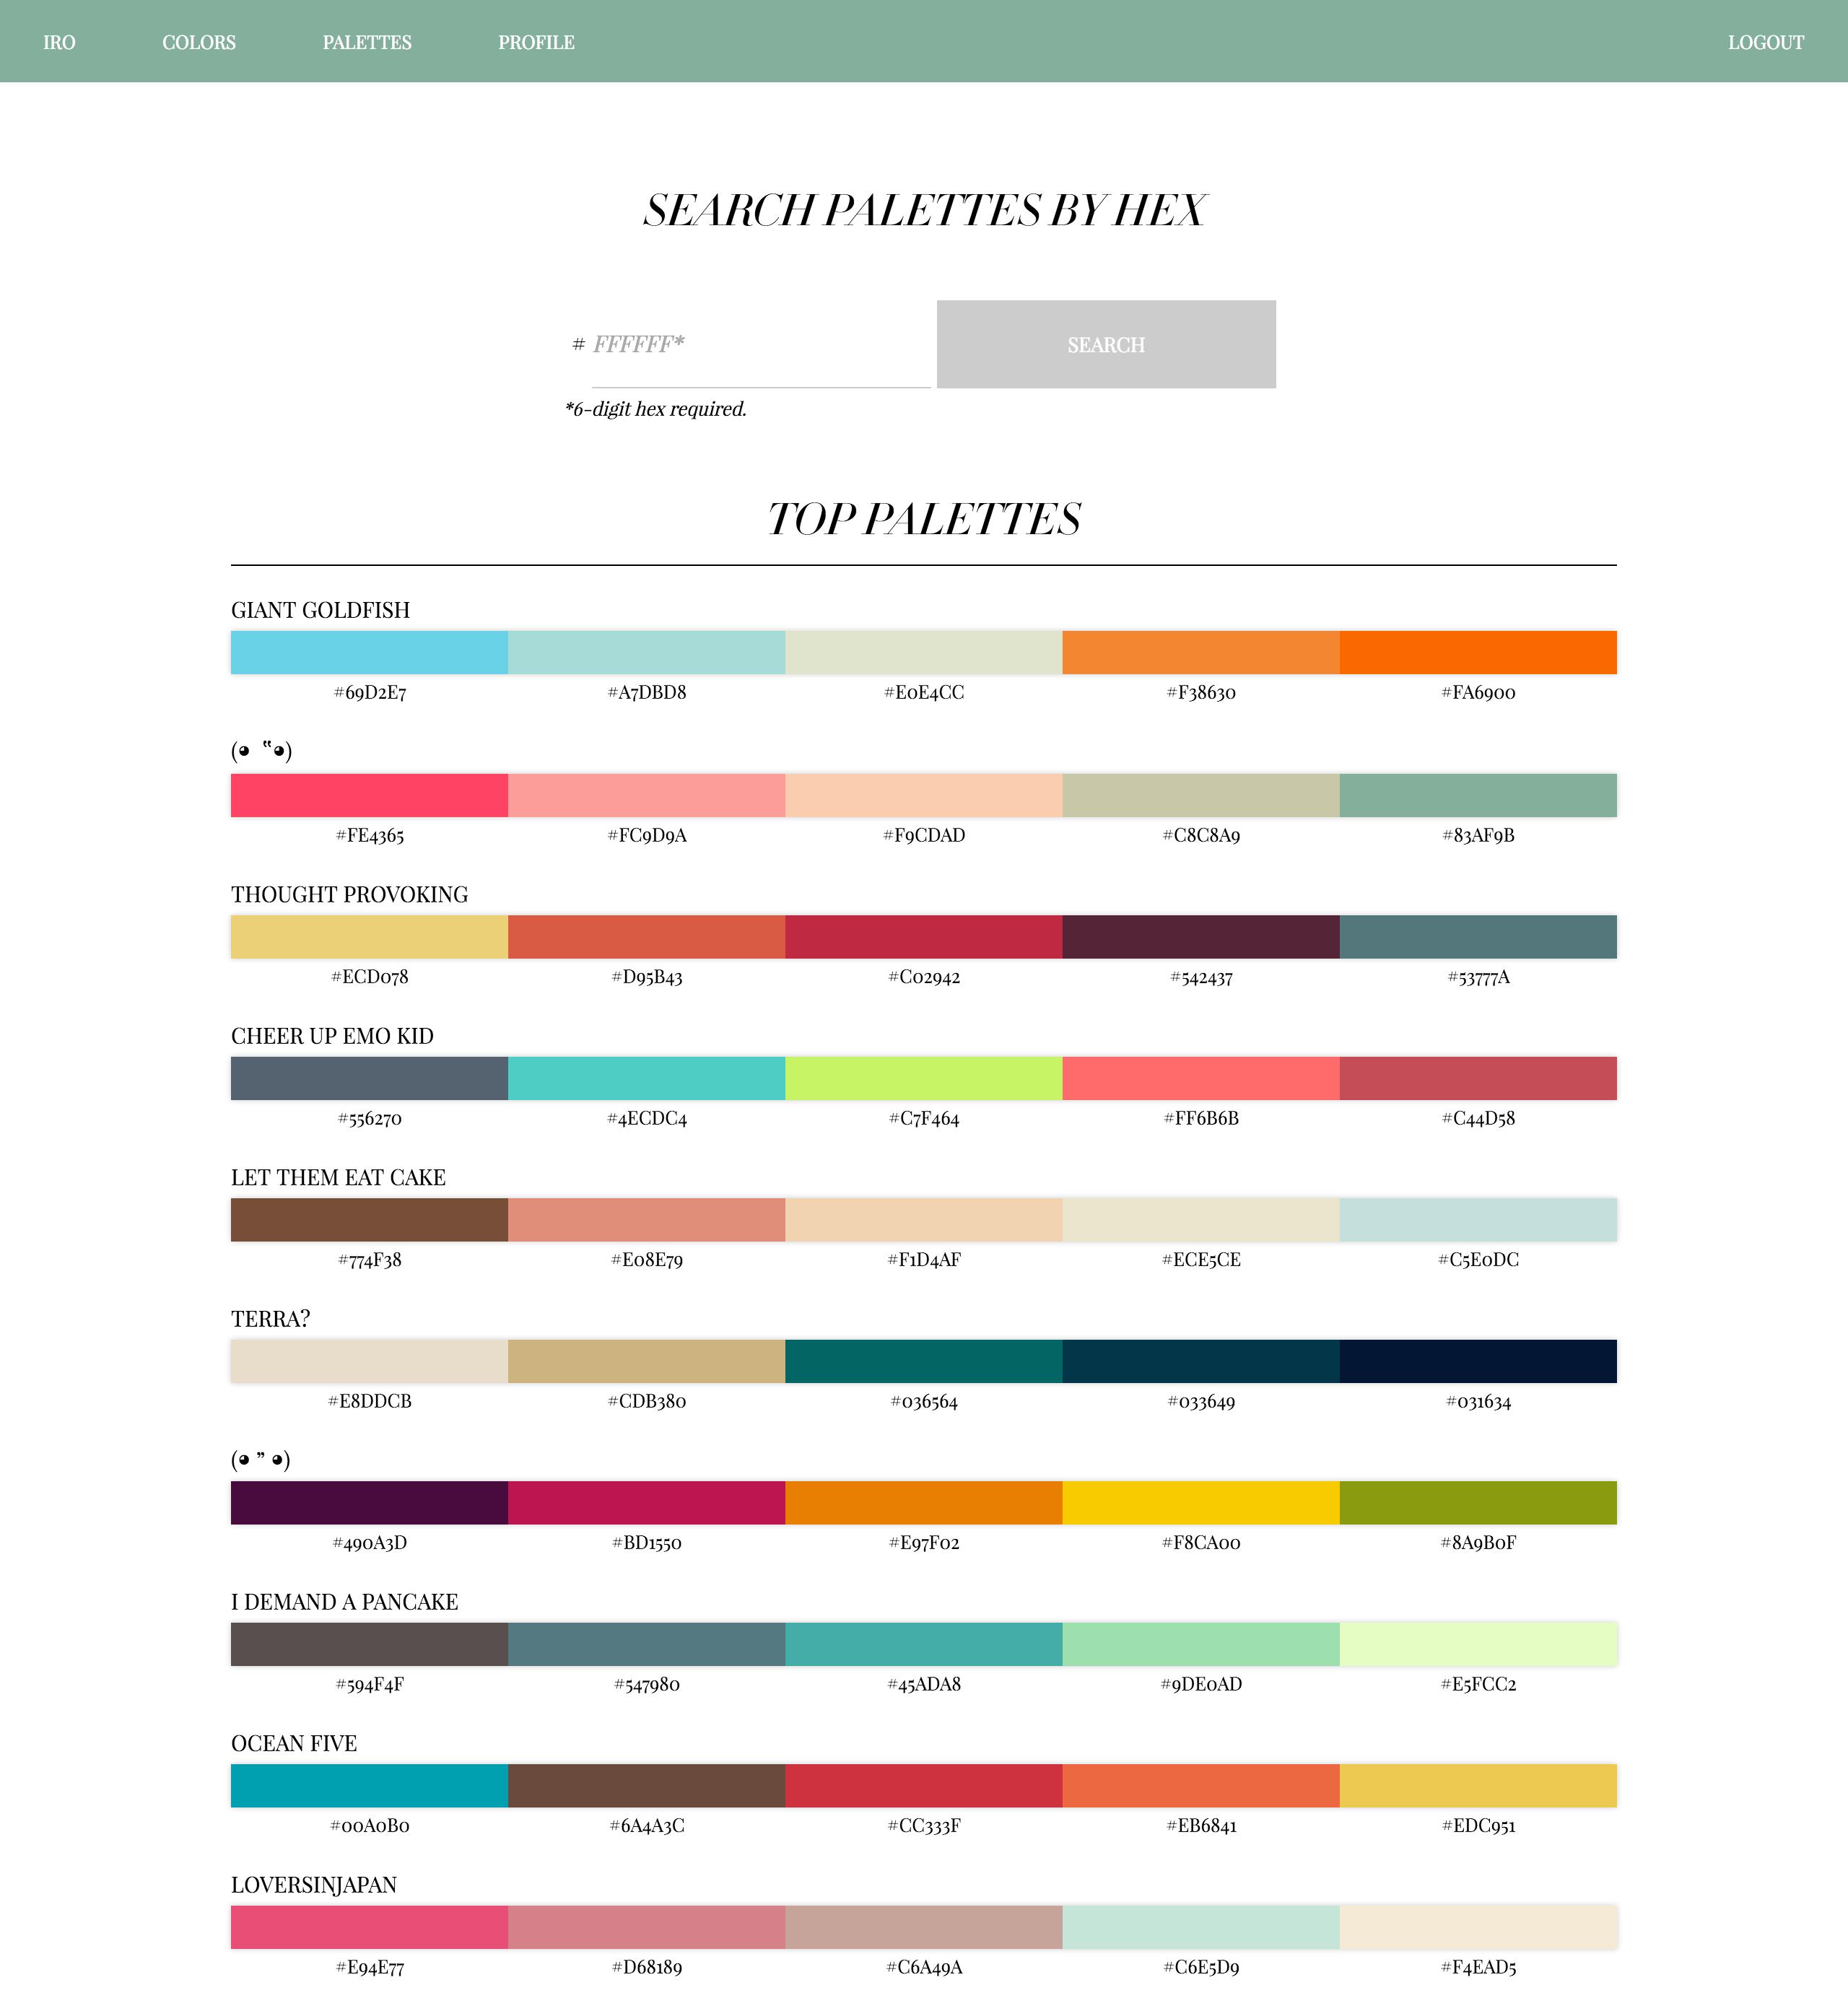 IRO COLORS PALETTES PROFILE LOGOUT
SEARCH PALETTES BY HEX
# FFFFFF* SEARCH
*6-digit hex required.
TOP PALETTES
GIANT GOLDFISH
#69D2E7 #A7DBD8 #E0E4CC #F38630 #FA6900
(◕ ‟◕)
#FE4365 #FC9D9A #F9CDAD #C8C8A9 #83AF9B
THOUGHT PROVOKING
#ECD078 #D95B43 #C02942 #542437 #53777A
CHEER UP EMO KID
#556270 #4ECDC4 #C7F464 #FF6B6B #C44D58
LET THEM EAT CAKE
#774F38 #E08E79 #F1D4AF #ECE5CE #C5E0DC
TERRA?
#E8DDCB #CDB380 #036564 #033649 #031634
(◕ ” ◕)
#490A3D #BD1550 #E97F02 #F8CA00 #8A9B0F
I DEMAND A PANCAKE
#594F4F #547980 #45ADA8 #9DE0AD #E5FCC2
OCEAN FIVE
#00A0B0 #6A4A3C #CC333F #EB6841 #EDC951
LOVERSINJAPAN
#E94E77 #D68189 #C6A49A #C6E5D9 #F4EAD5